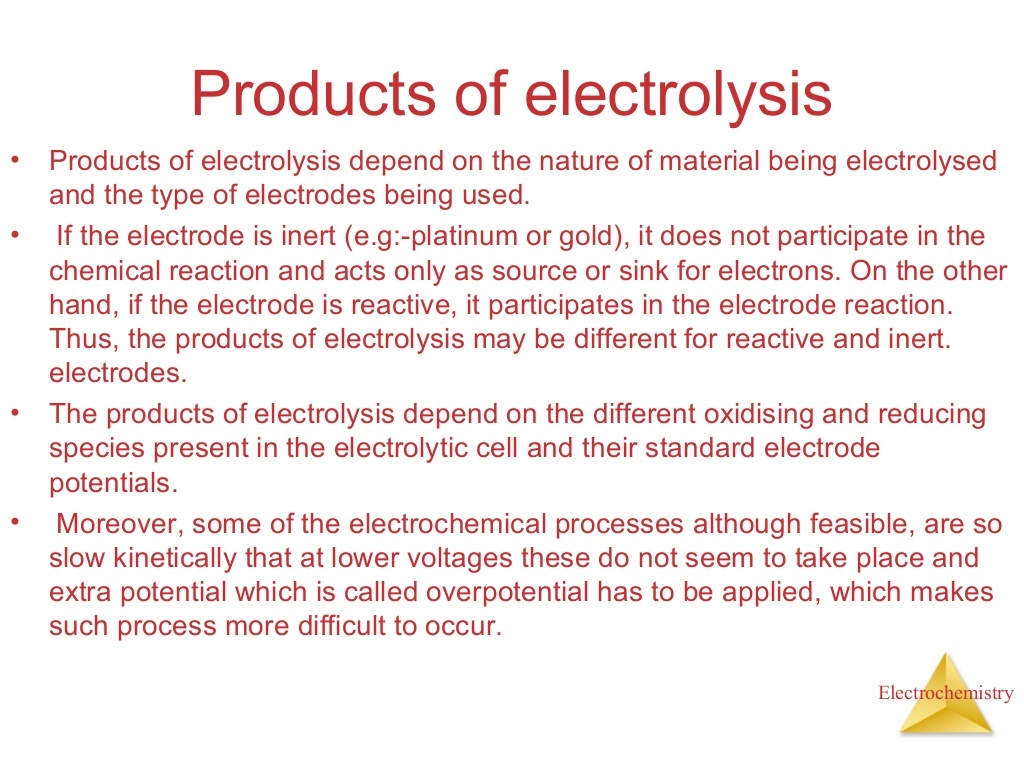 Products of electrolysis
• Products of electrolysis depend on the nature of material being electrolysed
and the type of electrodes being used.
• If the electrode is inert (e.g:-platinum or gold), it does not participate in the
chemical reaction and acts only as source or sink for electrons. On the other
hand, if the electrode is reactive, it participates in the electrode reaction.
Thus, the products of electrolysis may be different for reactive and inert.
electrodes.
• The products of electrolysis depend on the different oxidising and reducing
species present in the electrolytic cell and their standard electrode
potentials.
• Moreover, some of the electrochemical processes although feasible, are so
slow kinetically that at lower voltages these do not seem to take place and
extra potential which is called overpotential has to be applied, which makes
such process more difficult to occur.
Electrochemistry